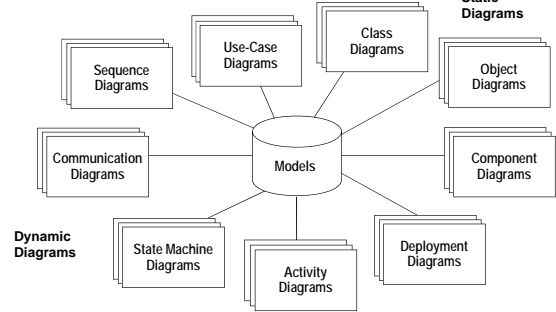 Diagrams
Use-Case
Diagrams
Class
Diagrams
Sequence
Diagrams
Object
Diagrams
Communication
Diagrams
Models
Component
Diagrams
Dynamic
Diagrams
State Machine
Diagrams
Activity
Diagrams
Deployment
Diagrams